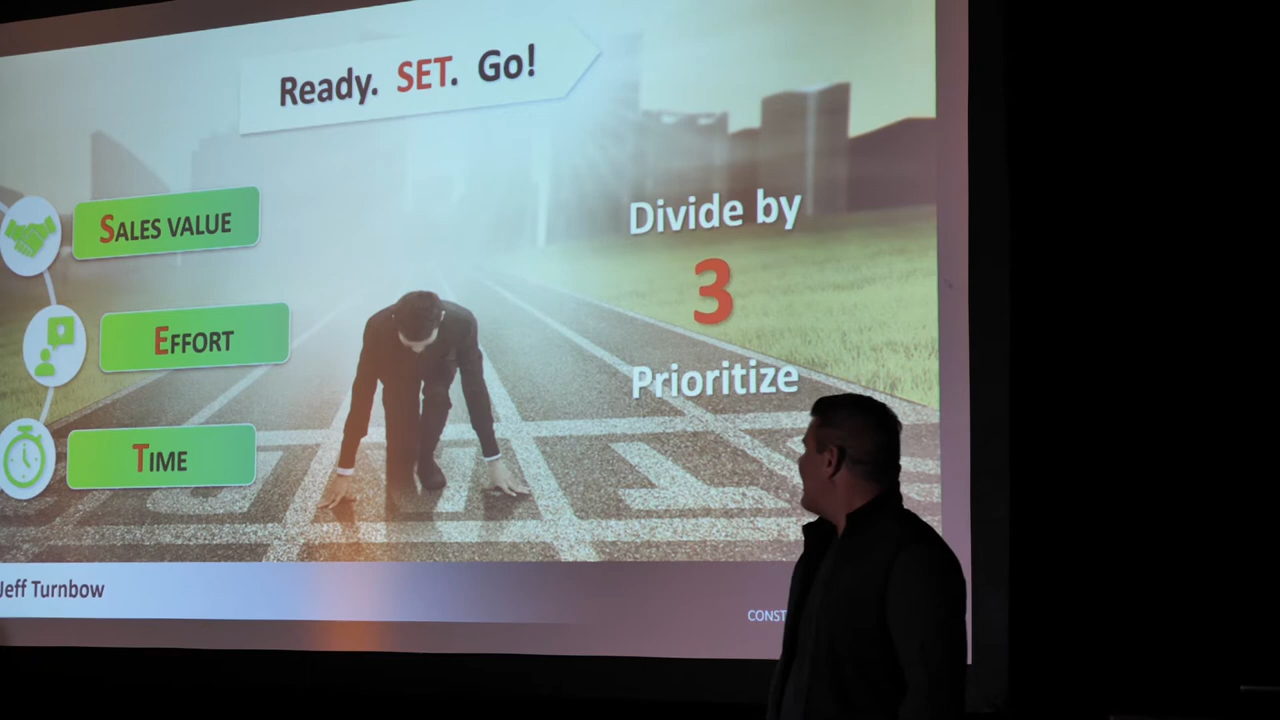 Ready. SET. Go!
SALES VALUE
EFFORT
TIME
Divide by
3
Prioritize
Jeff Turnbow